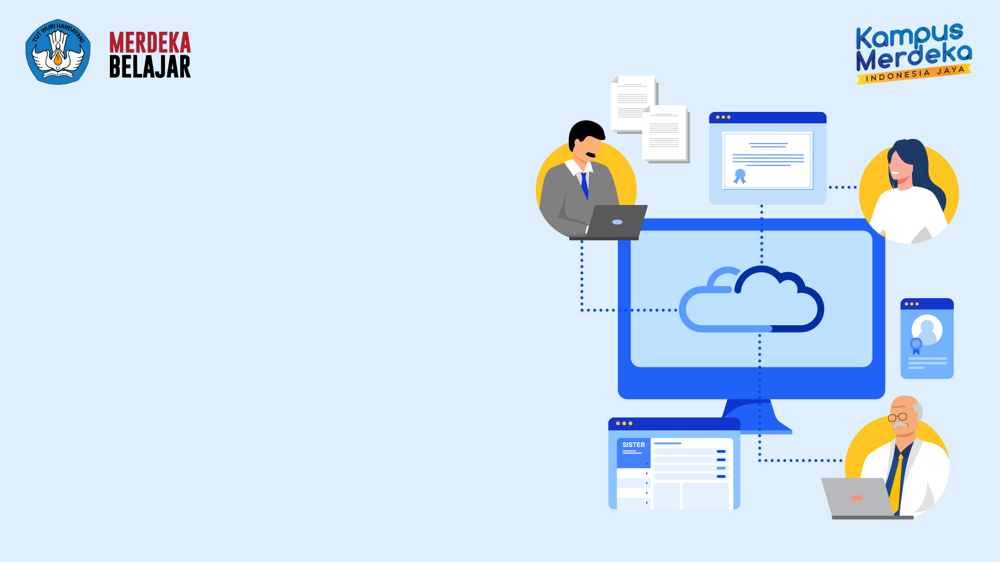 TUT WURI HANDAYANI
MERDEKA
BELAJAR
Kampus
Merdeka
INDONESIA JAYA
SISTER